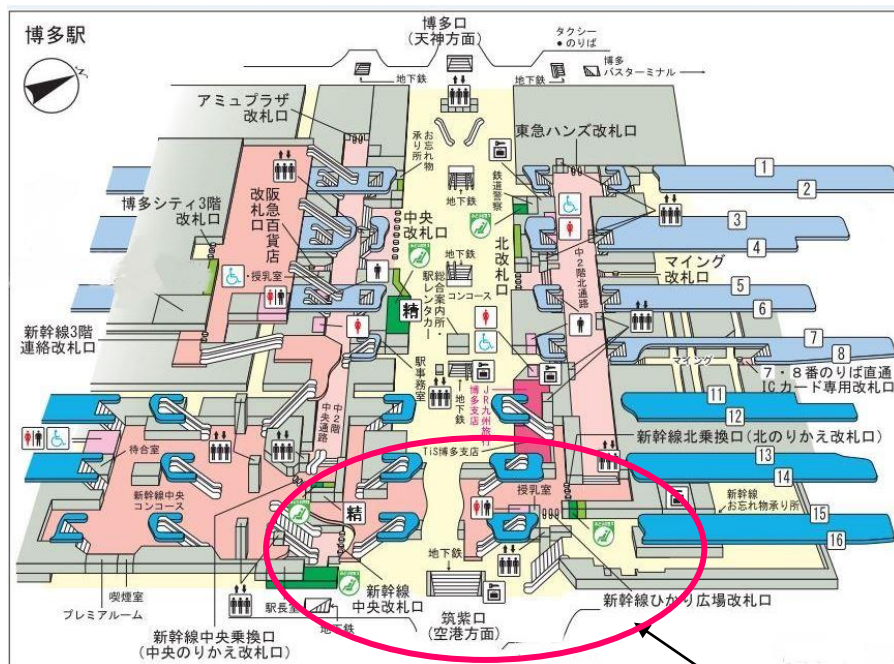 博多駅
N
博多口
(天神方面)
タクシー
のりば
博多
バスターミナル
地下鉄
地下鉄
アミュプラザ
改札口
お忘れ物
承り所
東急ハンズ改札口
地下鉄
鉄道警察
1
2
阪急百貨店
改札口
博多シティ3階
改札口
中央
改札口
北改札口
3
4
中2階北通路
マイング
改札口
・授乳室
地下鉄
総合案内所・
駅レンタカー
コンコース
精
5
6
新幹線3階
連絡改札口
駅事務室
地下鉄
マイング
7
8
7・8番のりば直通
ICカード専用改札口
JR九州旅行
博多支店
中2階
中央通路
11
12
新幹線北乗換口(北のりかえ改札口)
待合室
TiS博多支店
13
14
新幹線中央
コンコース
授乳室
新幹線
お忘れ物承り所
精
15
16
地下鉄
喫煙室
プレミアルーム
駅長室
地下鉄
新幹線
中央改札口
筑紫口
(空港方面)
新幹線ひかり広場改札口
新幹線中央乗換口
(中央のりかえ改札口)